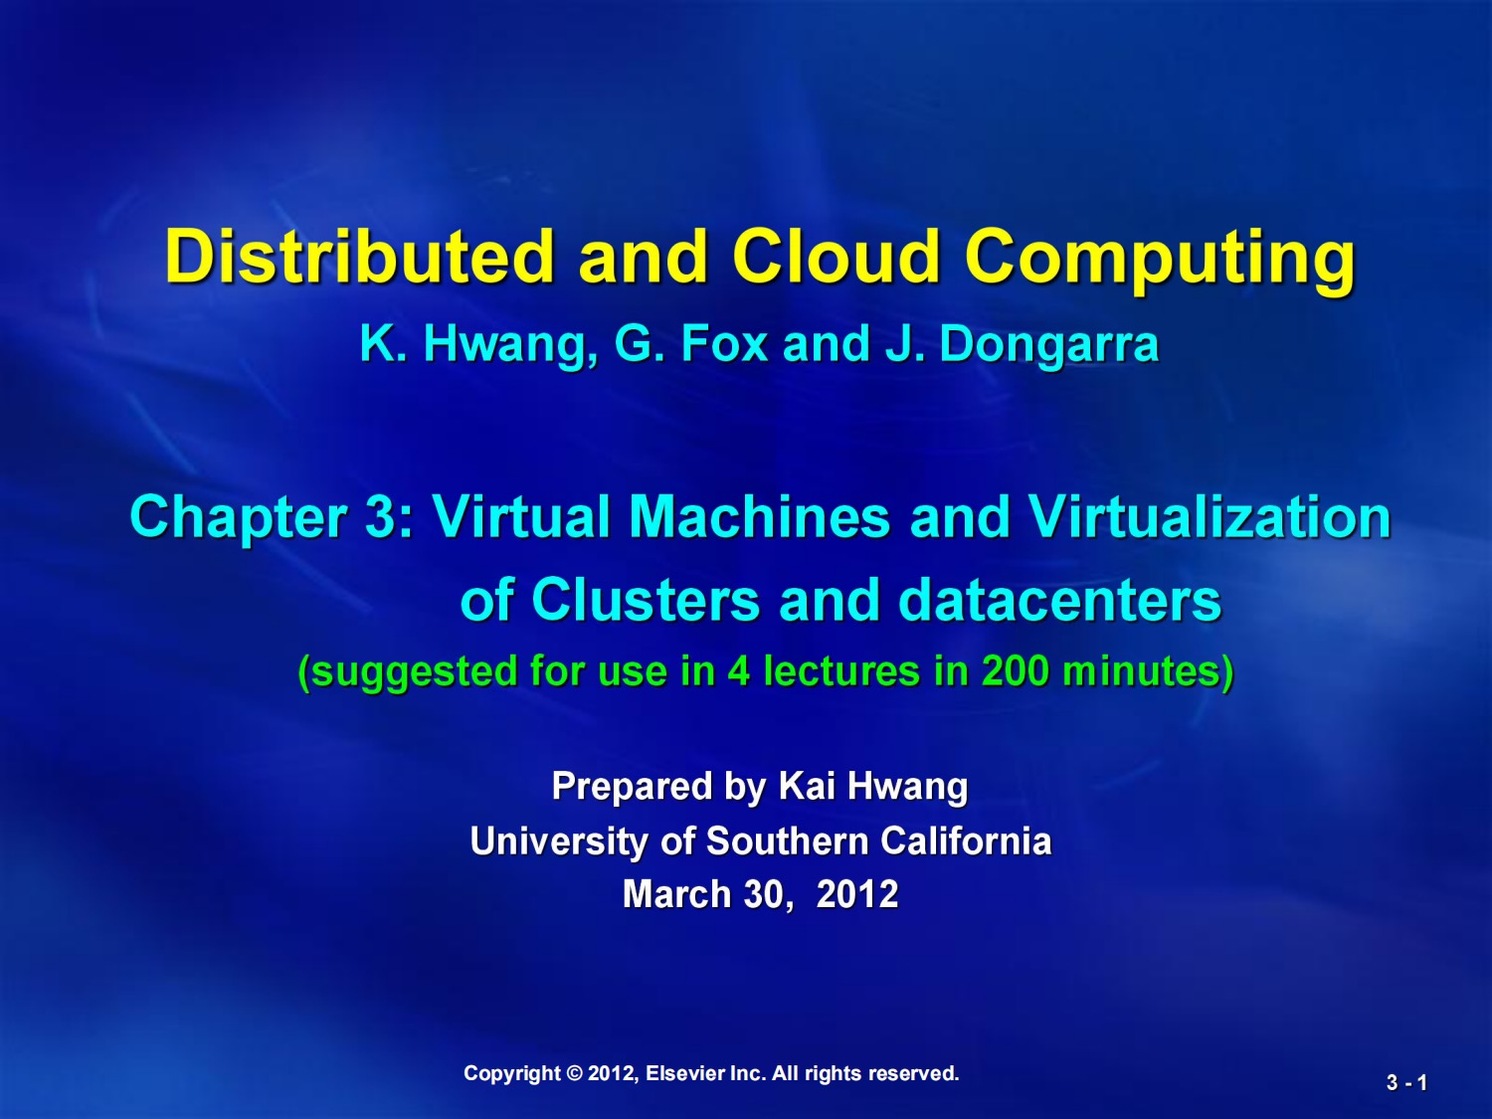 Distributed and Cloud Computing
K. Hwang, G. Fox and J. Dongarra
Chapter 3: Virtual Machines and Virtualization
of Clusters and datacenters
(suggested for use in 4 lectures in 200 minutes)
Prepared by Kai Hwang
University of Southern California
March 30,  2012
Copyright © 2012, Elsevier Inc. All rights reserved.
3 - 1